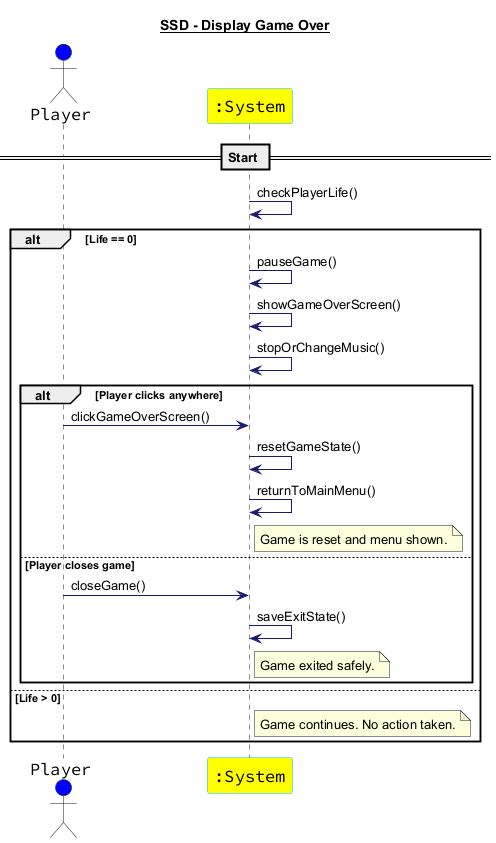 SSD - Display Game Over
Player
:System
Start
checkPlayerLife()
alt [Life == 0]
pauseGame()
showGameOverScreen()
stopOrChangeMusic()
alt [Player clicks anywhere]
clickGameOverScreen()
resetGameState()
returnToMainMenu()
Game is reset and menu shown.
[Player closes game]
closeGame()
saveExitState()
Game exited safely.
[Life > 0]
Game continues. No action taken.
Player
:System